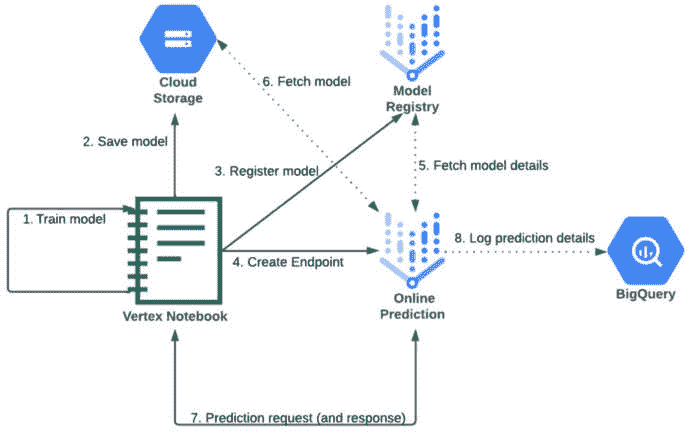 Cloud
Storage
6. Fetch model
Model
Registry
2. Save model
3. Register model
5. Fetch model details
1. Train model
4. Create Endpoint
8. Log prediction details
Vertex Notebook
Online
Prediction
BigQuery
7. Prediction request (and response)